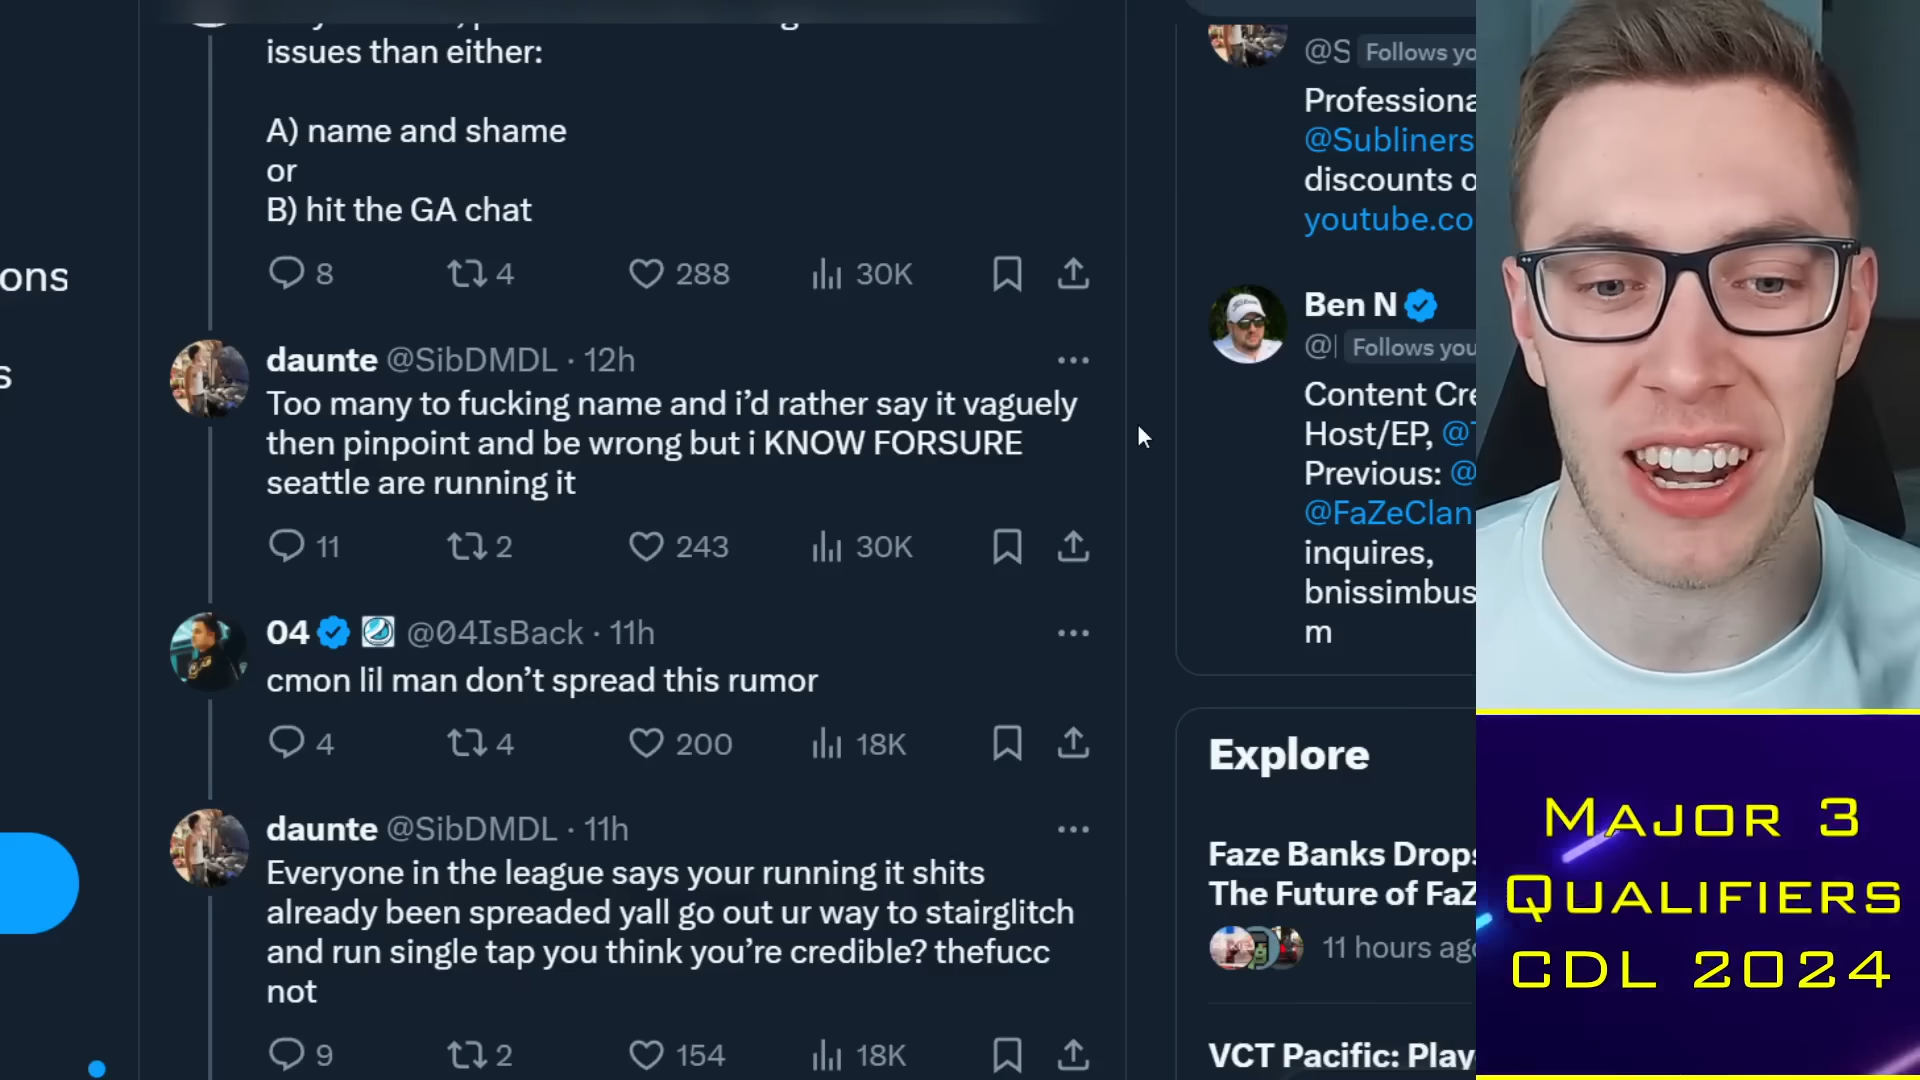 issues than either:
A) name and shame
or
B) hit the GA chat
8 4 288 30K
daunte @SibDMDL · 12h
Too many to fucking name and i'd rather say it vaguely
then pinpoint and be wrong but i KNOW FORSURE
seattle are running it
11 2 243 30K
04 @04IsBack · 11h
cmon lil man don't spread this rumor
4 4 200 18K
daunte @SibDMDL · 11h
Everyone in the league says your running it shits
already been spreaded yall go out ur way to stairglitch
and run single tap you think you're credible? thefucc
not
9 2 154 18K
ons
s
@S Follows yo
Professiona
@Subliners
discounts o
youtube.co
Ben N
@ Follows you
Content Cre
Host/EP, @T
Previous: @
@FaZeClan
inquires,
bnissimbus
m
Explore
Faze Banks Drops
The Future of FaZ
11 hours ago
VCT Pacific: Play
MAJOR 3
QUALIFIERS
CDL 2024